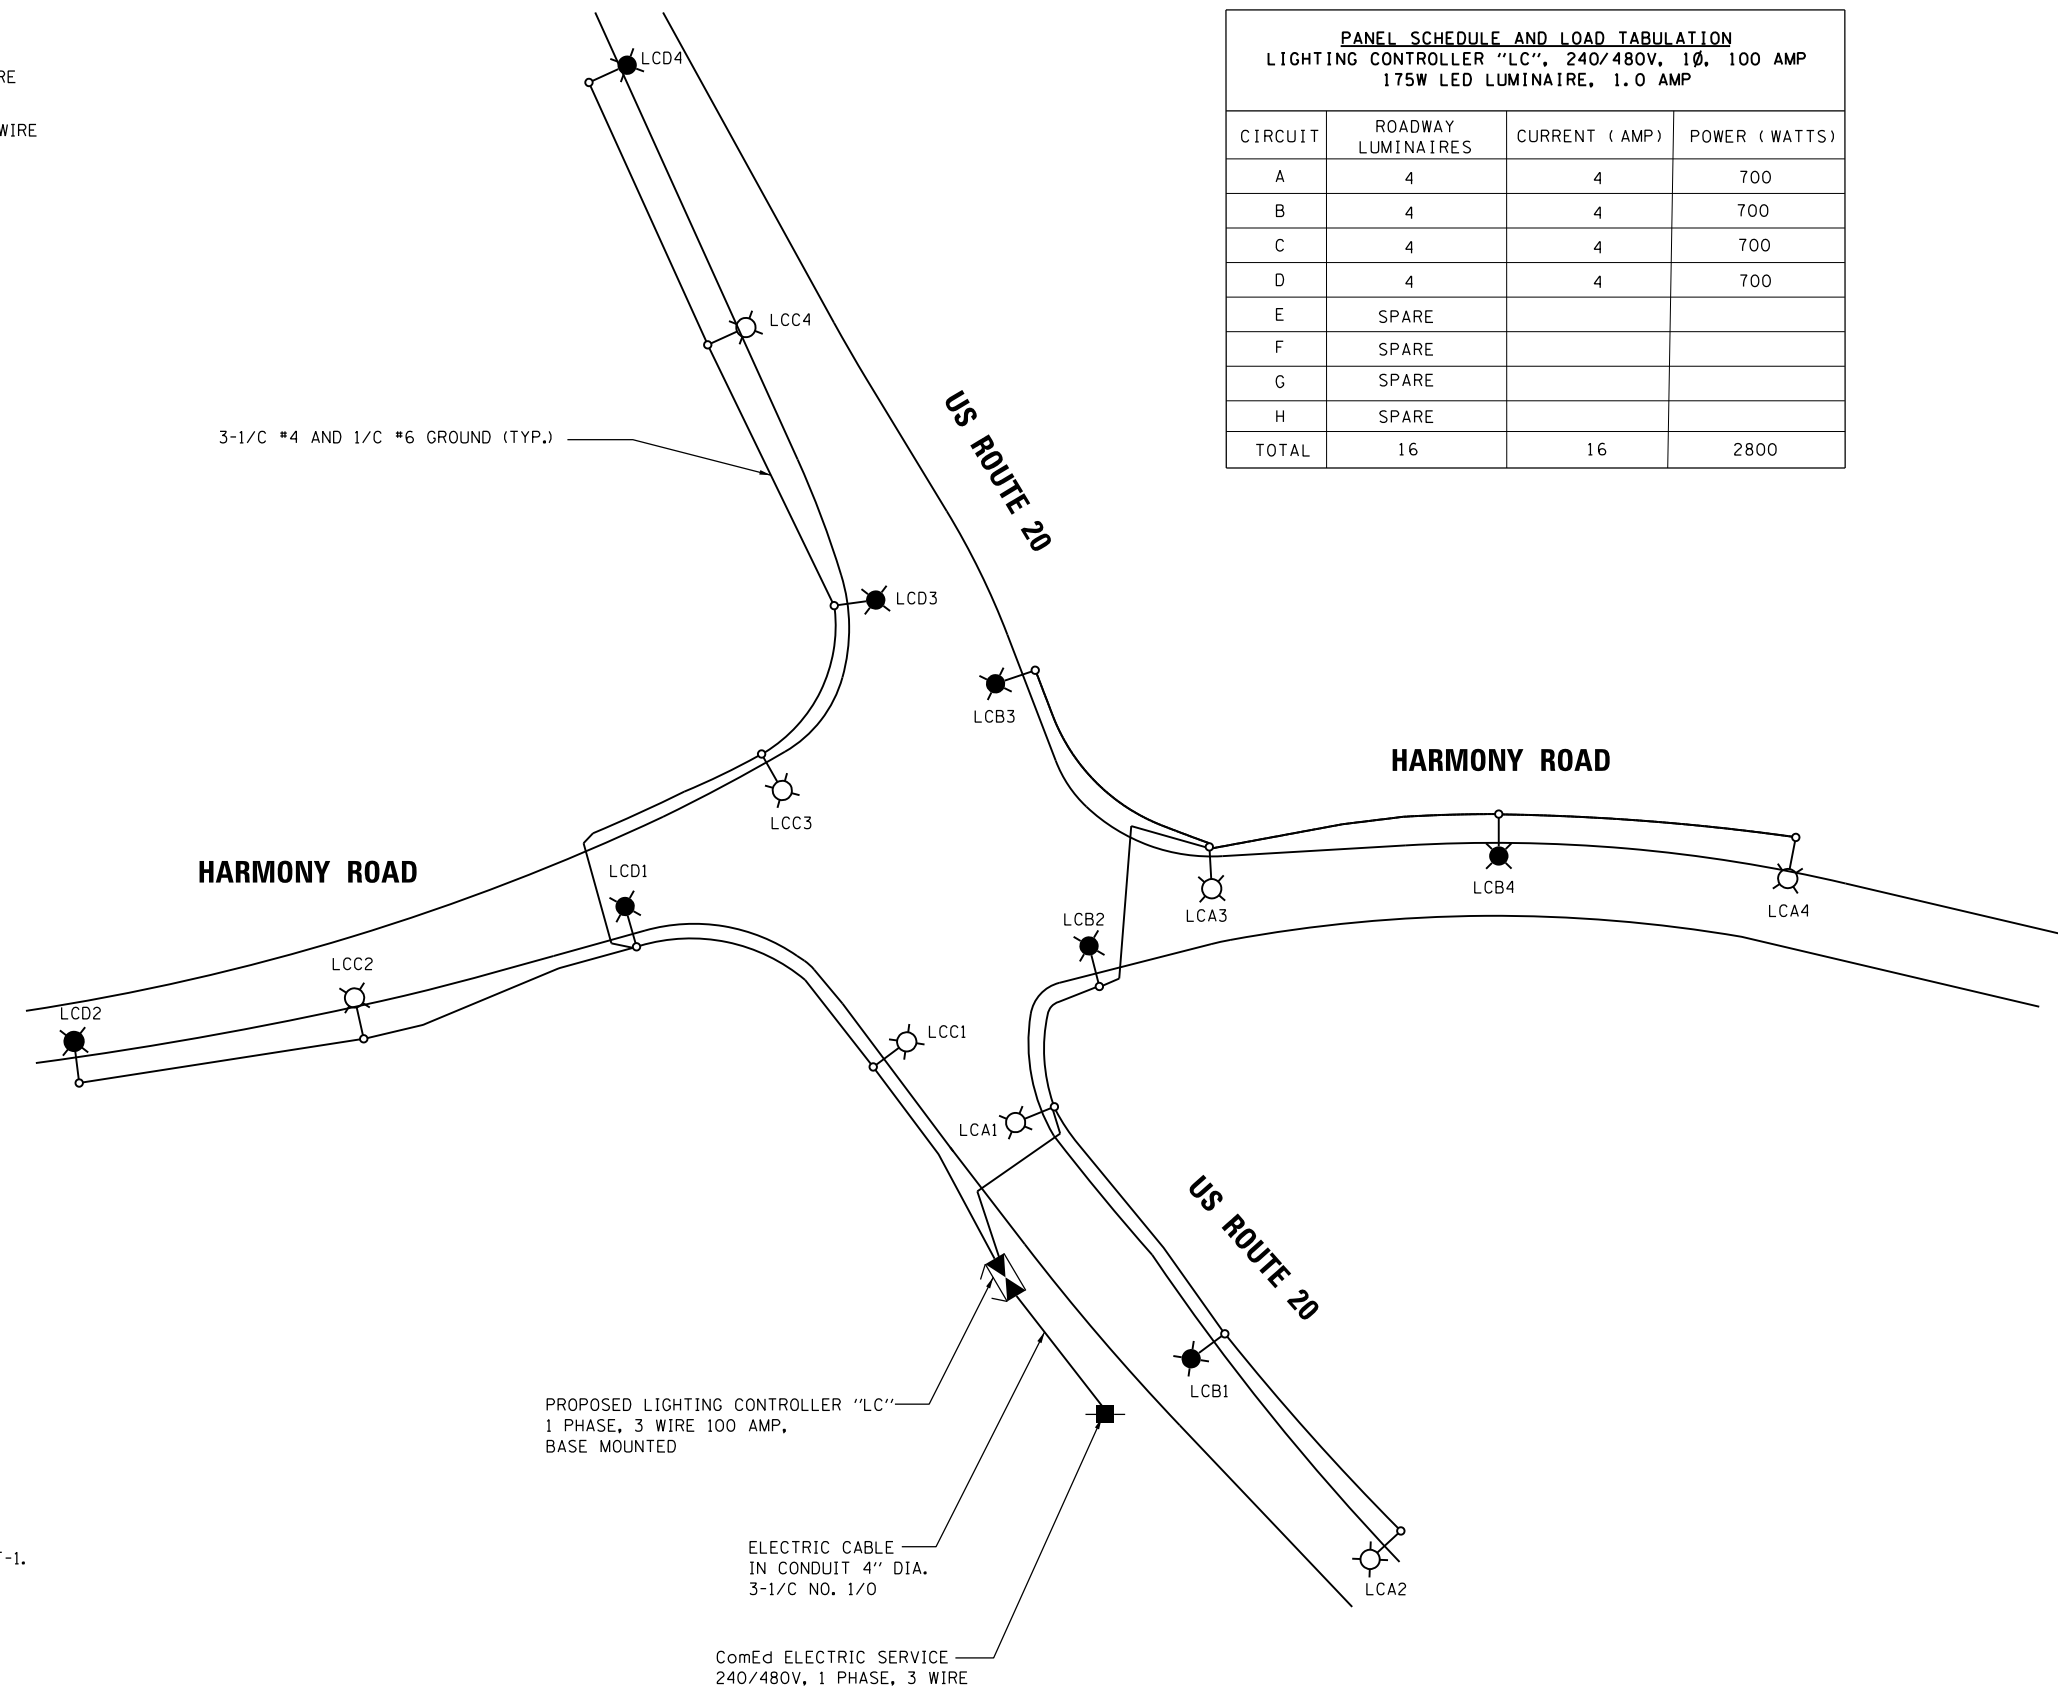 RE
WIRE
PANEL SCHEDULE AND LOAD TABULATION
LIGHTING CONTROLLER "LC", 240/480V, 1Ø, 100 AMP
175W LED LUMINAIRE, 1.0 AMP
CIRCUIT ROADWAY LUMINAIRES CURRENT (AMP) POWER (WATTS)
A 4 4 700
B 4 4 700
C 4 4 700
D 4 4 700
E SPARE
F SPARE
G SPARE
H SPARE
TOTAL 16 16 2800
LCD4
LCC4
US ROUTE 20
3-1/C #4 AND 1/C #6 GROUND (TYP.)
LCD3
LCB3
HARMONY ROAD
LCC3
HARMONY ROAD
LCD1
LCB4
LCA3
LCA4
LCB2
LCC2
LCD2
LCC1
LCA1
US ROUTE 20
LCB1
PROPOSED LIGHTING CONTROLLER "LC"
1 PHASE, 3 WIRE 100 AMP,
BASE MOUNTED
ELECTRIC CABLE
IN CONDUIT 4" DIA.
3-1/C NO. 1/0
-1.
LCA2
ComEd ELECTRIC SERVICE
240/480V, 1 PHASE, 3 WIRE